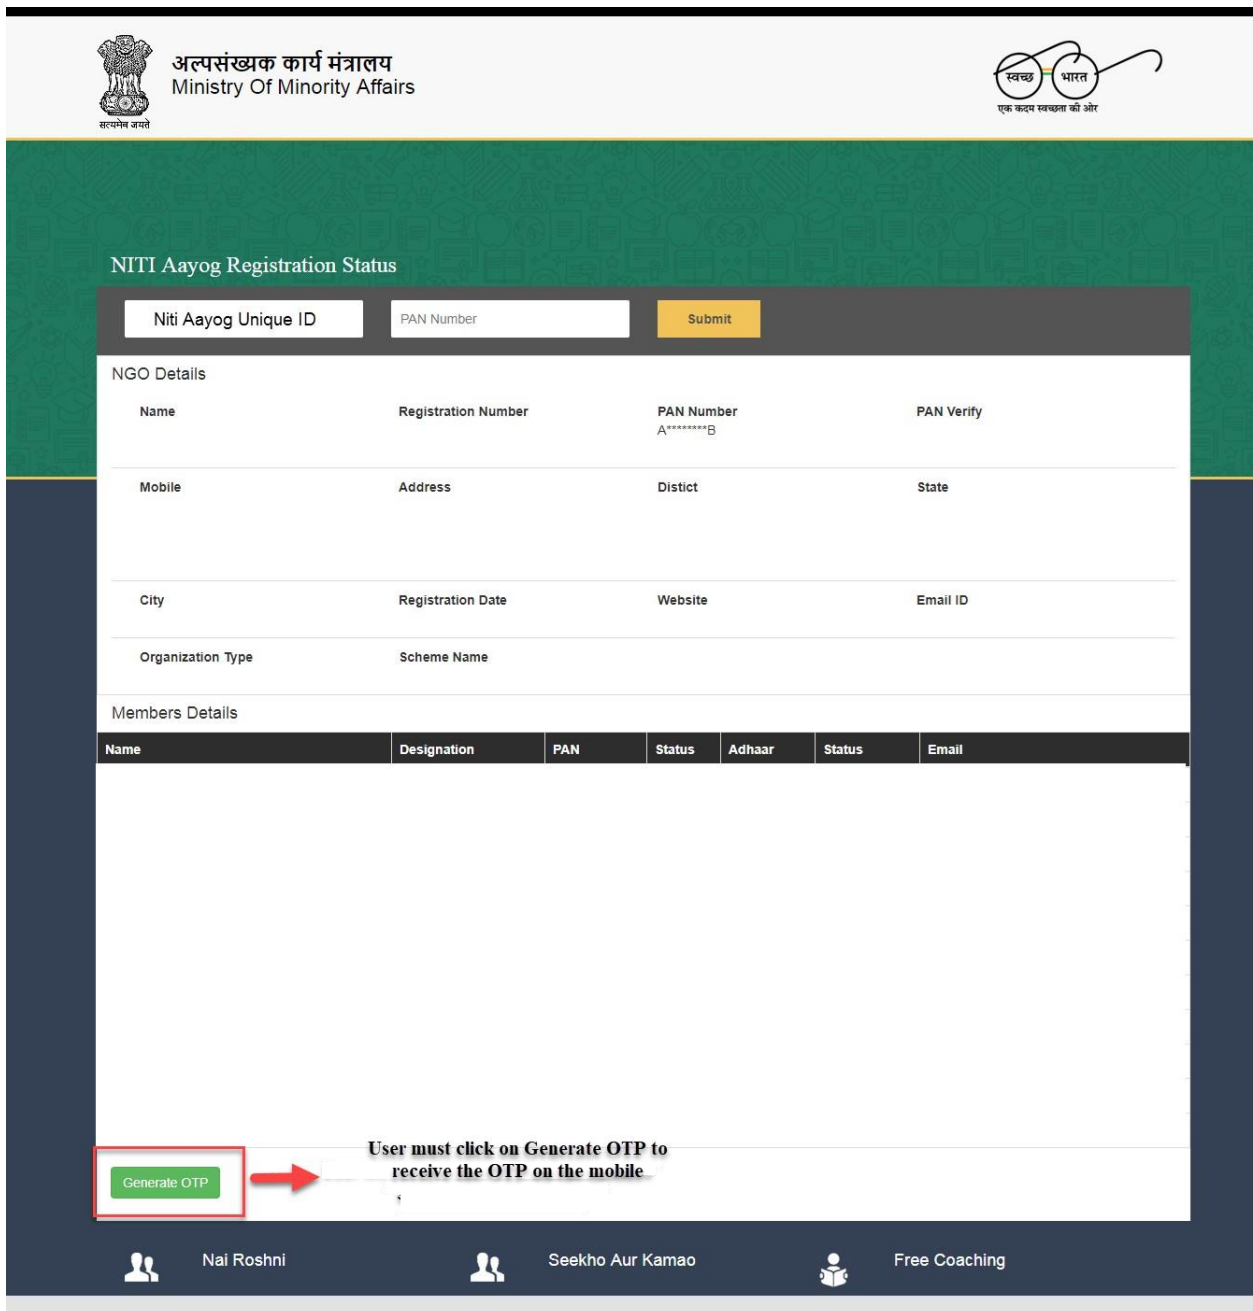 अल्पसंख्यक कार्य मंत्रालय
Ministry Of Minority Affairs
सत्यमेव जयते
स्वच्छ भारत
एक कदम स्वच्छता की ओर
NITI Aayog Registration Status
Niti Aayog Unique ID PAN Number Submit
NGO Details
Name Registration Number PAN Number PAN Verify
A********B
Mobile Address Distict State
City Registration Date Website Email ID
Organization Type Scheme Name
Members Details
Name Designation PAN Status Adhaar Status Email
User must click on Generate OTP to
receive the OTP on the mobile
Generate OTP
Nai Roshni Seekho Aur Kamao Free Coaching